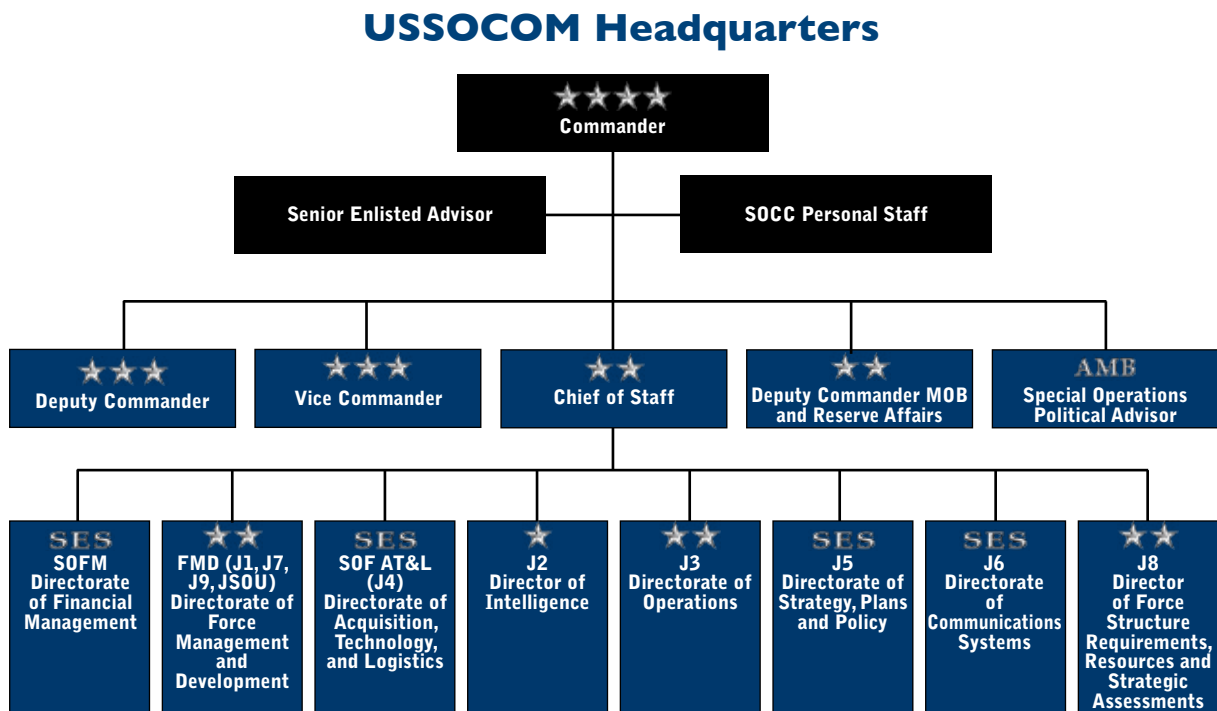 USSOCOM Headquarters
Commander
Senior Enlisted Advisor
SOCC Personal Staff
Deputy Commander
Vice Commander
Chief of Staff
Deputy Commander MOB
and Reserve Affairs
AMB
Special Operations
Political Advisor
SES
SOFM
Directorate
of Financial
Management
FMD (J1, J7,
J9, JSOU)
Directorate of
Force
Management
and
Development
SES
SOF AT&L
(J4)
Directorate of
Acquisition,
Technology,
and Logistics
J2
Director of
Intelligence
J3
Directorate of
Operations
SES
J5
Directorate of
Strategy, Plans
and Policy
SES
J6
Directorate
of
Communications
Systems
J8
Director
of Force
Structure
Requirements,
Resources and
Strategic
Assessments